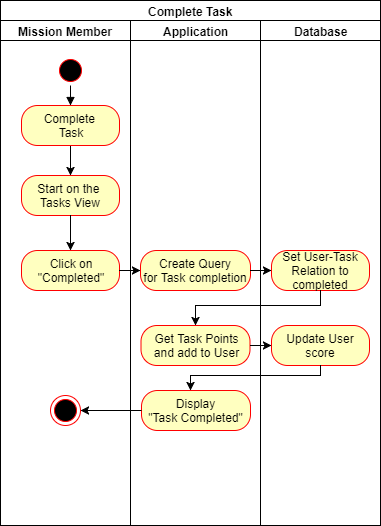 Complete Task
Mission Member
Application
Database
Complete
Task
Start on the
Tasks View
Click on
"Completed"
Create Query
for Task completion
Set User-Task
Relation to
completed
Get Task Points
and add to User
Update User
score
Display
"Task Completed"